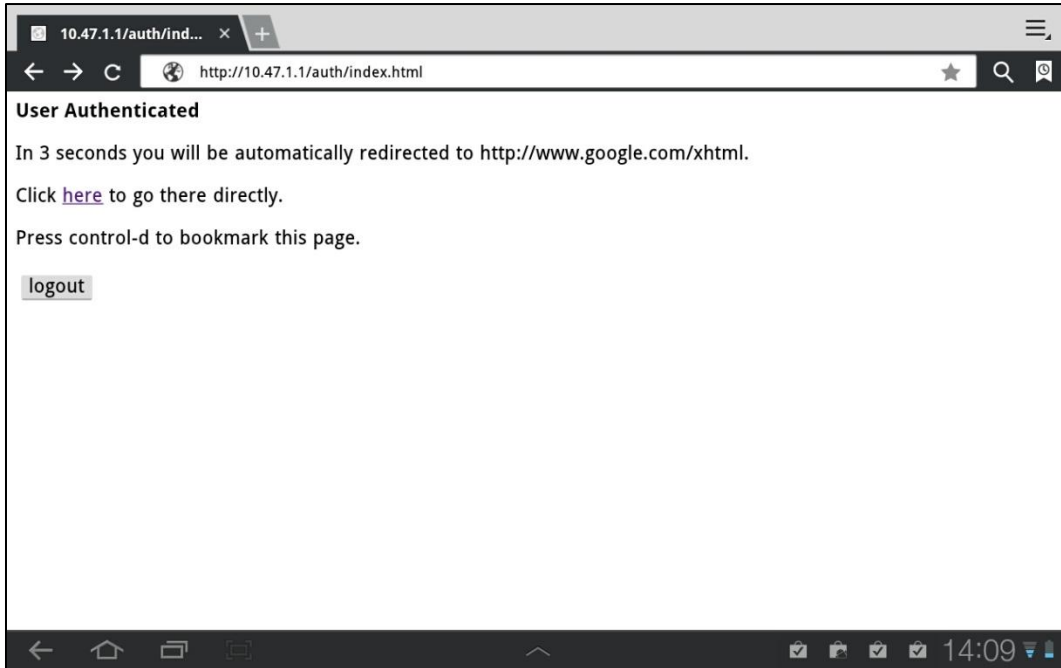 10.47.1.1/auth/ind...
http://10.47.1.1/auth/index.html
User Authenticated
In 3 seconds you will be automatically redirected to http://www.google.com/xhtml.
Click here to go there directly.
Press control-d to bookmark this page.
logout
14:09